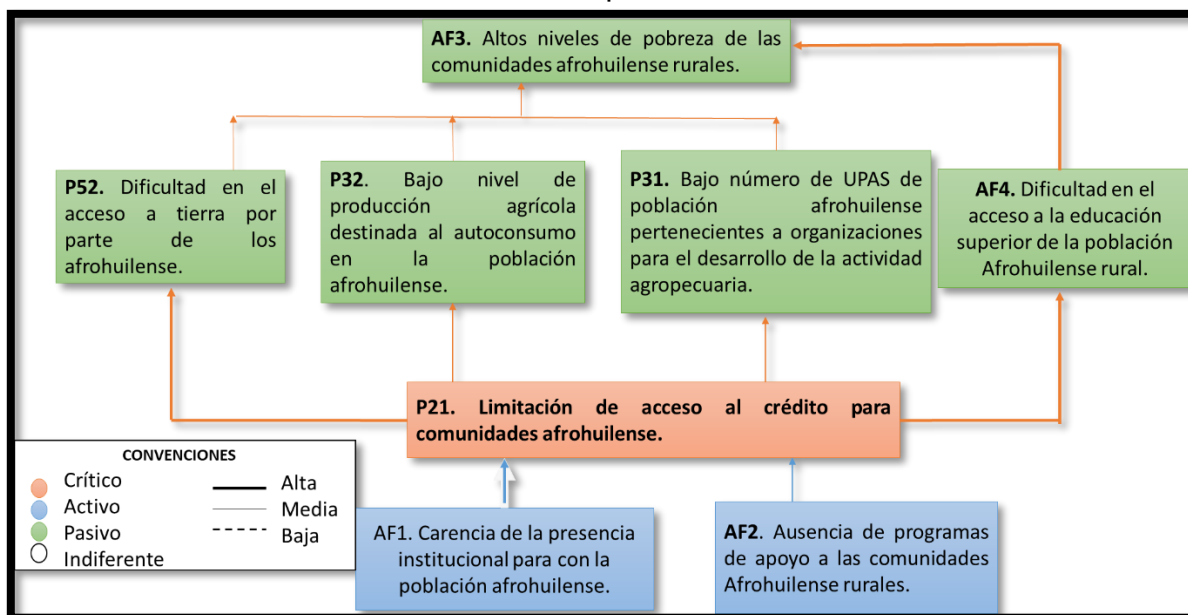 AF3. Altos niveles de pobreza de las
comunidades afrohuilense rurales.
P52. Dificultad en el
acceso a tierra por
parte de los
afrohuilense.
P32. Bajo nivel de
producción agrícola
destinada al autoconsumo
en la población
afrohuilense.
P31. Bajo número de UPAS de
población afrohuilense
pertenecientes a organizaciones
para el desarrollo de la actividad
agropecuaria.
AF4. Dificultad en el
acceso a la educación
superior de la población
Afrohuilense rural.
P21. Limitación de acceso al crédito para
comunidades afrohuilense.
CONVENCIONES
Crítico
Activo
Pasivo
Indiferente
Alta
Media
Baja
AF1. Carencia de la presencia
institucional para con la
población afrohuilense.
AF2. Ausencia de programas
de apoyo a las comunidades
Afrohuilense rurales.